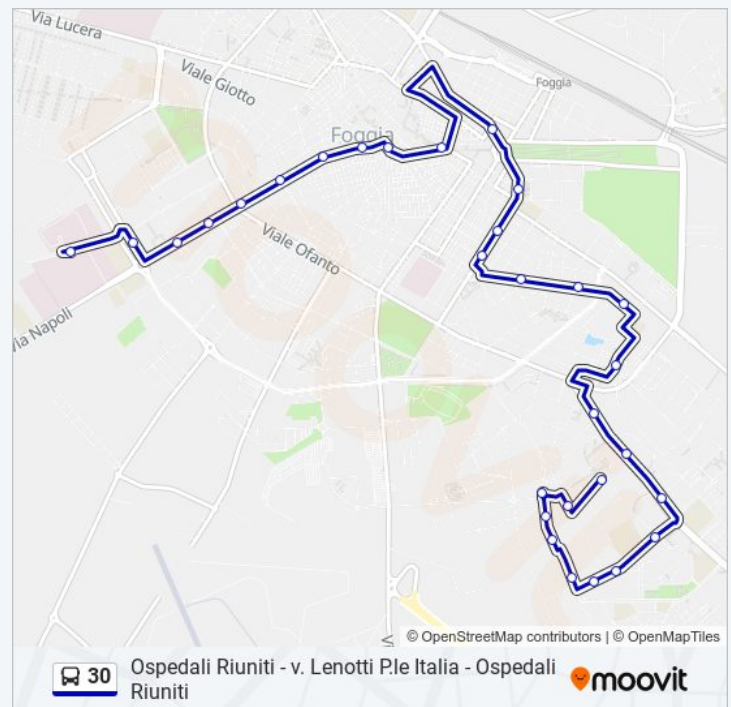 Via Lucera
Viale Giotto
Foggia
Foggia
Viale Ofanto
Via Napoli
Vi
© OpenStreetMap contributors | © OpenMapTiles
30
Ospedali Riuniti - v. Lenotti P.le Italia - Ospedali
Riuniti
moovit